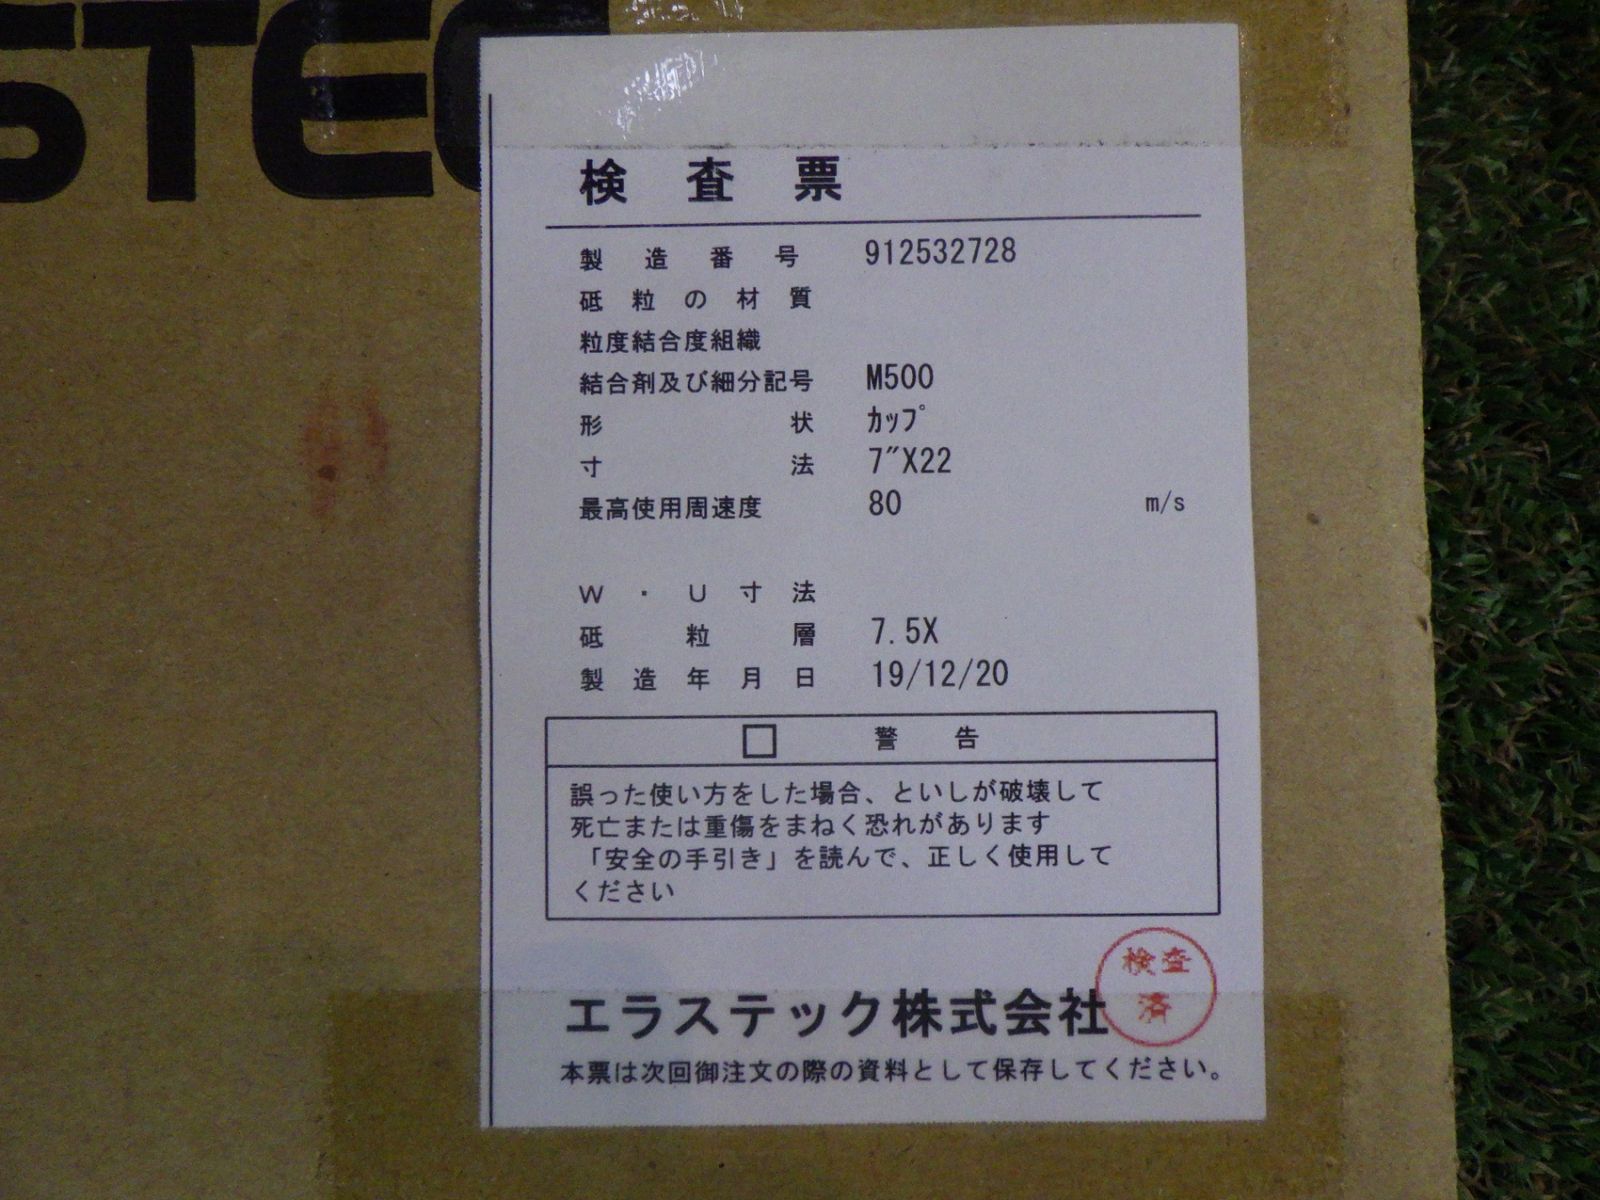 STEC
検査票
製造番号 912532728
砥粒の材質
粒度結合度組織
結合剤及び細分記号 M500
形状 カップ
寸法 7"X22
最高使用周速度 80 m/s
W・U寸法
砥粒層 7.5X
製造年月日 19/12/20
□ 警告
誤った使い方をした場合、といしが破壊して
死亡または重傷をまねく恐れがあります
「安全の手引き」を読んで、正しく使用して
ください
検査
済
エラステック株式会社
本票は次回御注文の際の資料として保存してください。